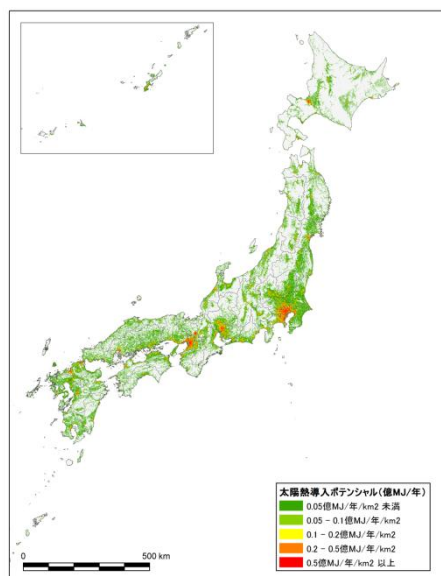 太陽熱導入ポテンシャル(億MJ/年)
0.05億MJ/年/km2 未満
0.05 - 0.1億MJ/年/km2
0.1 - 0.2億MJ/年/km2
0.2 - 0.5億MJ/年/km2
0.5億MJ/年/km2 以上
0
500 km